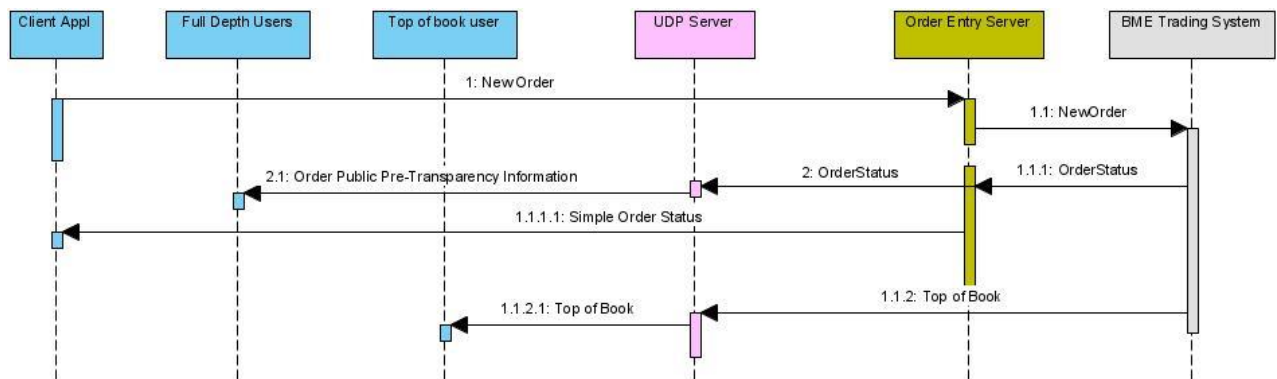 Client Appl
Full Depth Users
Top of book user
UDP Server
Order Entry Server
BME Trading System
1: NewOrder
1.1: NewOrder
2.1: Order Public Pre-Transparency Information
2: OrderStatus
1.1.1: OrderStatus
1.1.1.1: Simple Order Status
1.1.2: Top of Book
1.1.2.1: Top of Book